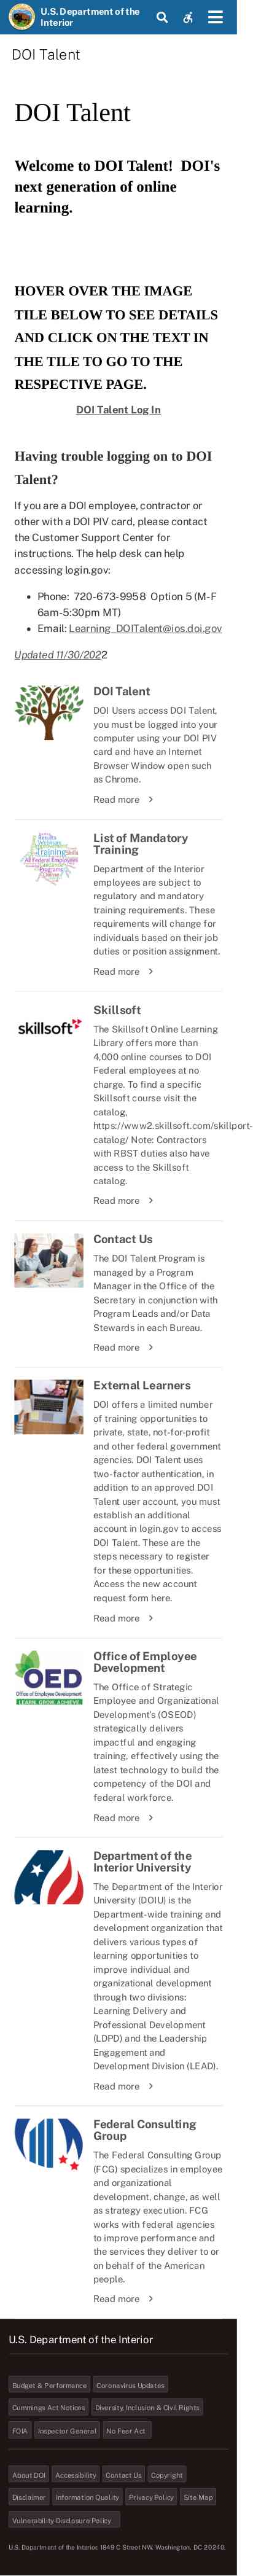 U.S. Department of the
Interior
DOI Talent
DOI Talent
Welcome to DOI Talent!  DOI's
next generation of online
learning.
HOVER OVER THE IMAGE
TILE BELOW TO SEE DETAILS
AND CLICK ON THE TEXT IN
THE TILE TO GO TO THE
RESPECTIVE PAGE.
DOI Talent Log In
Having trouble logging on to DOI
Talent?
If you are a DOI employee, contractor or
other with a DOI PIV card, please contact
the Customer Support Center for
instructions. The help desk can help
accessing login.gov:
Phone:  720-673-9958  Option 5 (M-F
6am-5:30pm MT)
Email: Learning_DOITalent@ios.doi.gov
Updated 11/30/2022
DOI Talent
DOI Users access DOI Talent,
you must be logged into your
computer using your DOI PIV
card and have an Internet
Browser Window open such
as Chrome.
Read more
List of Mandatory
Training
Department of the Interior
employees are subject to
regulatory and mandatory
training requirements. These
requirements will change for
individuals based on their job
duties or position assignment.
Read more
skillsoft
Skillsoft
The Skillsoft Online Learning
Library offers more than
4,000 online courses to DOI
Federal employees at no
charge. To find a specific
Skillsoft course visit the
catalog,
https://www2.skillsoft.com/skillport-
catalog/ Note: Contractors
with RBST duties also have
access to the Skillsoft
catalog.
Read more
Contact Us
The DOI Talent Program is
managed by a Program
Manager in the Office of the
Secretary in conjunction with
Program Leads and/or Data
Stewards in each Bureau.
Read more
External Learners
DOI offers a limited number
of training opportunities to
private, state, not-for-profit
and other federal government
agencies. DOI Talent uses
two-factor authentication, in
addition to an approved DOI
Talent user account, you must
establish an additional
account in login.gov to access
DOI Talent. These are the
steps necessary to register
for these opportunities.
Access the new account
request form here.
Read more
OED
Office of Employee Development
LEARN. GROW. ACHIEVE.
Office of Employee
Development
The Office of Strategic
Employee and Organizational
Development's (OSEOD)
strategically delivers
impactful and engaging
training, effectively using the
latest technology to build the
competency of the DOI and
federal workforce.
Read more
Department of the
Interior University
The Department of the Interior
University (DOIU) is the
Department-wide training and
development organization that
delivers various types of
learning opportunities to
improve individual and
organizational development
through two divisions:
Learning Delivery and
Professional Development
(LDPD) and the Leadership
Engagement and
Development Division (LEAD).
Read more
Federal Consulting
Group
The Federal Consulting Group
(FCG) specializes in employee
and organizational
development, change, as well
as strategy execution. FCG
works with federal agencies
to improve performance and
the services they deliver to or
on behalf of the American
people.
Read more
U.S. Department of the Interior
Budget & Performance
Coronavirus Updates
Cummings Act Notices
Diversity, Inclusion & Civil Rights
FOIA
Inspector General
No Fear Act
About DOI
Accessibility
Contact Us
Copyright
Disclaimer
Information Quality
Privacy Policy
Site Map
Vulnerability Disclosure Policy
U.S. Department of the Interior, 1849 C Street NW, Washington, DC 20240.